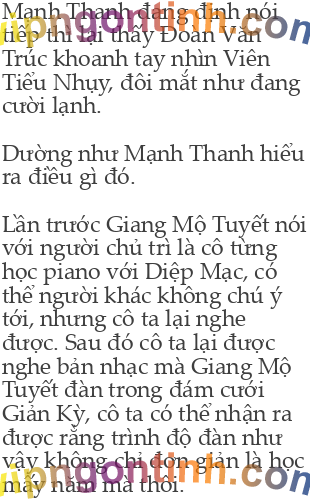 Mạnh Thanh đang định nói
tiếp thì lại thấy Đoàn Văn
Trúc khoanh tay nhìn Viên
Tiểu Nhụy, đôi mắt như đang
cười lạnh.
Dường như Mạnh Thanh hiểu
ra điều gì đó.
Lần trước Giang Mộ Tuyết nói
với người chủ trì là cô từng
học piano với Diệp Mạc, có
thể người khác không chú ý
tới, nhưng cô ta lại nghe
được. Sau đó cô ta lại được
nghe bản nhạc mà Giang Mộ
Tuyết đàn trong đám cưới
Giản Kỳ, cô ta có thể nhận ra
được rằng trình độ đàn như
vậy không chỉ đơn giản là học
mấy năm mà thôi.
vipngontinh.com
vipngontinh.com